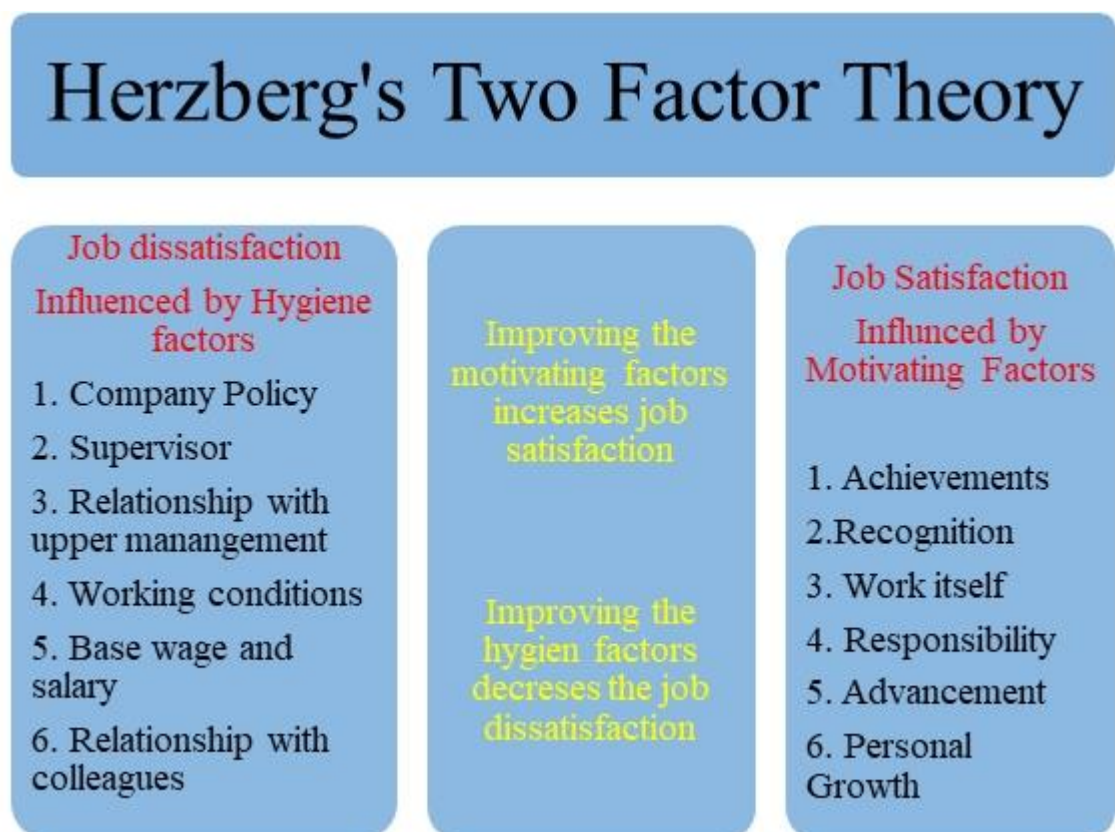 Herzberg's Two Factor Theory
Job dissatisfaction
Influenced by Hygiene
factors
1. Company Policy
2. Supervisor
3. Relationship with
upper manangement
4. Working conditions
5. Base wage and
salary
6. Relationship with
colleagues
Improving the
motivating factors
increases job
satisfaction
Improving the
hygien factors
decreses the job
dissatisfaction
Job Satisfaction
Influnced by
Motivating Factors
1. Achievements
2.Recognition
3. Work itself
4. Responsibility
5. Advancement
6. Personal
Growth